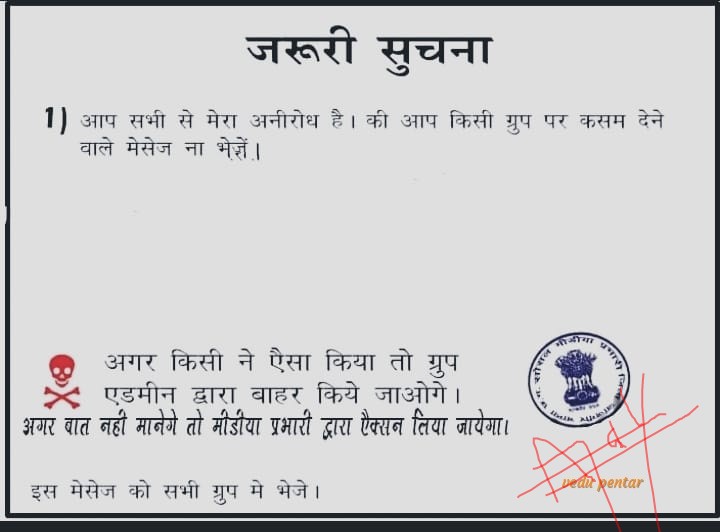 जरूरी सुचना
1) आप सभी से मेरा अनीरोध है। की आप किसी ग्रुप पर कसम देने
वाले मेसेज ना भेज़ें।
अगर किसी ने ऐसा किया तो ग्रुप
एडमीन द्वारा बाहर किये जाओगे।
अगर बात नही मानेगे तो मीडीया प्रभारी द्वारा ऐक्सन लिया जायेगा।
इस मेसेज को सभी ग्रुप मे भेजे।
सोशल मीडीया प्रभारी
vedu pentar